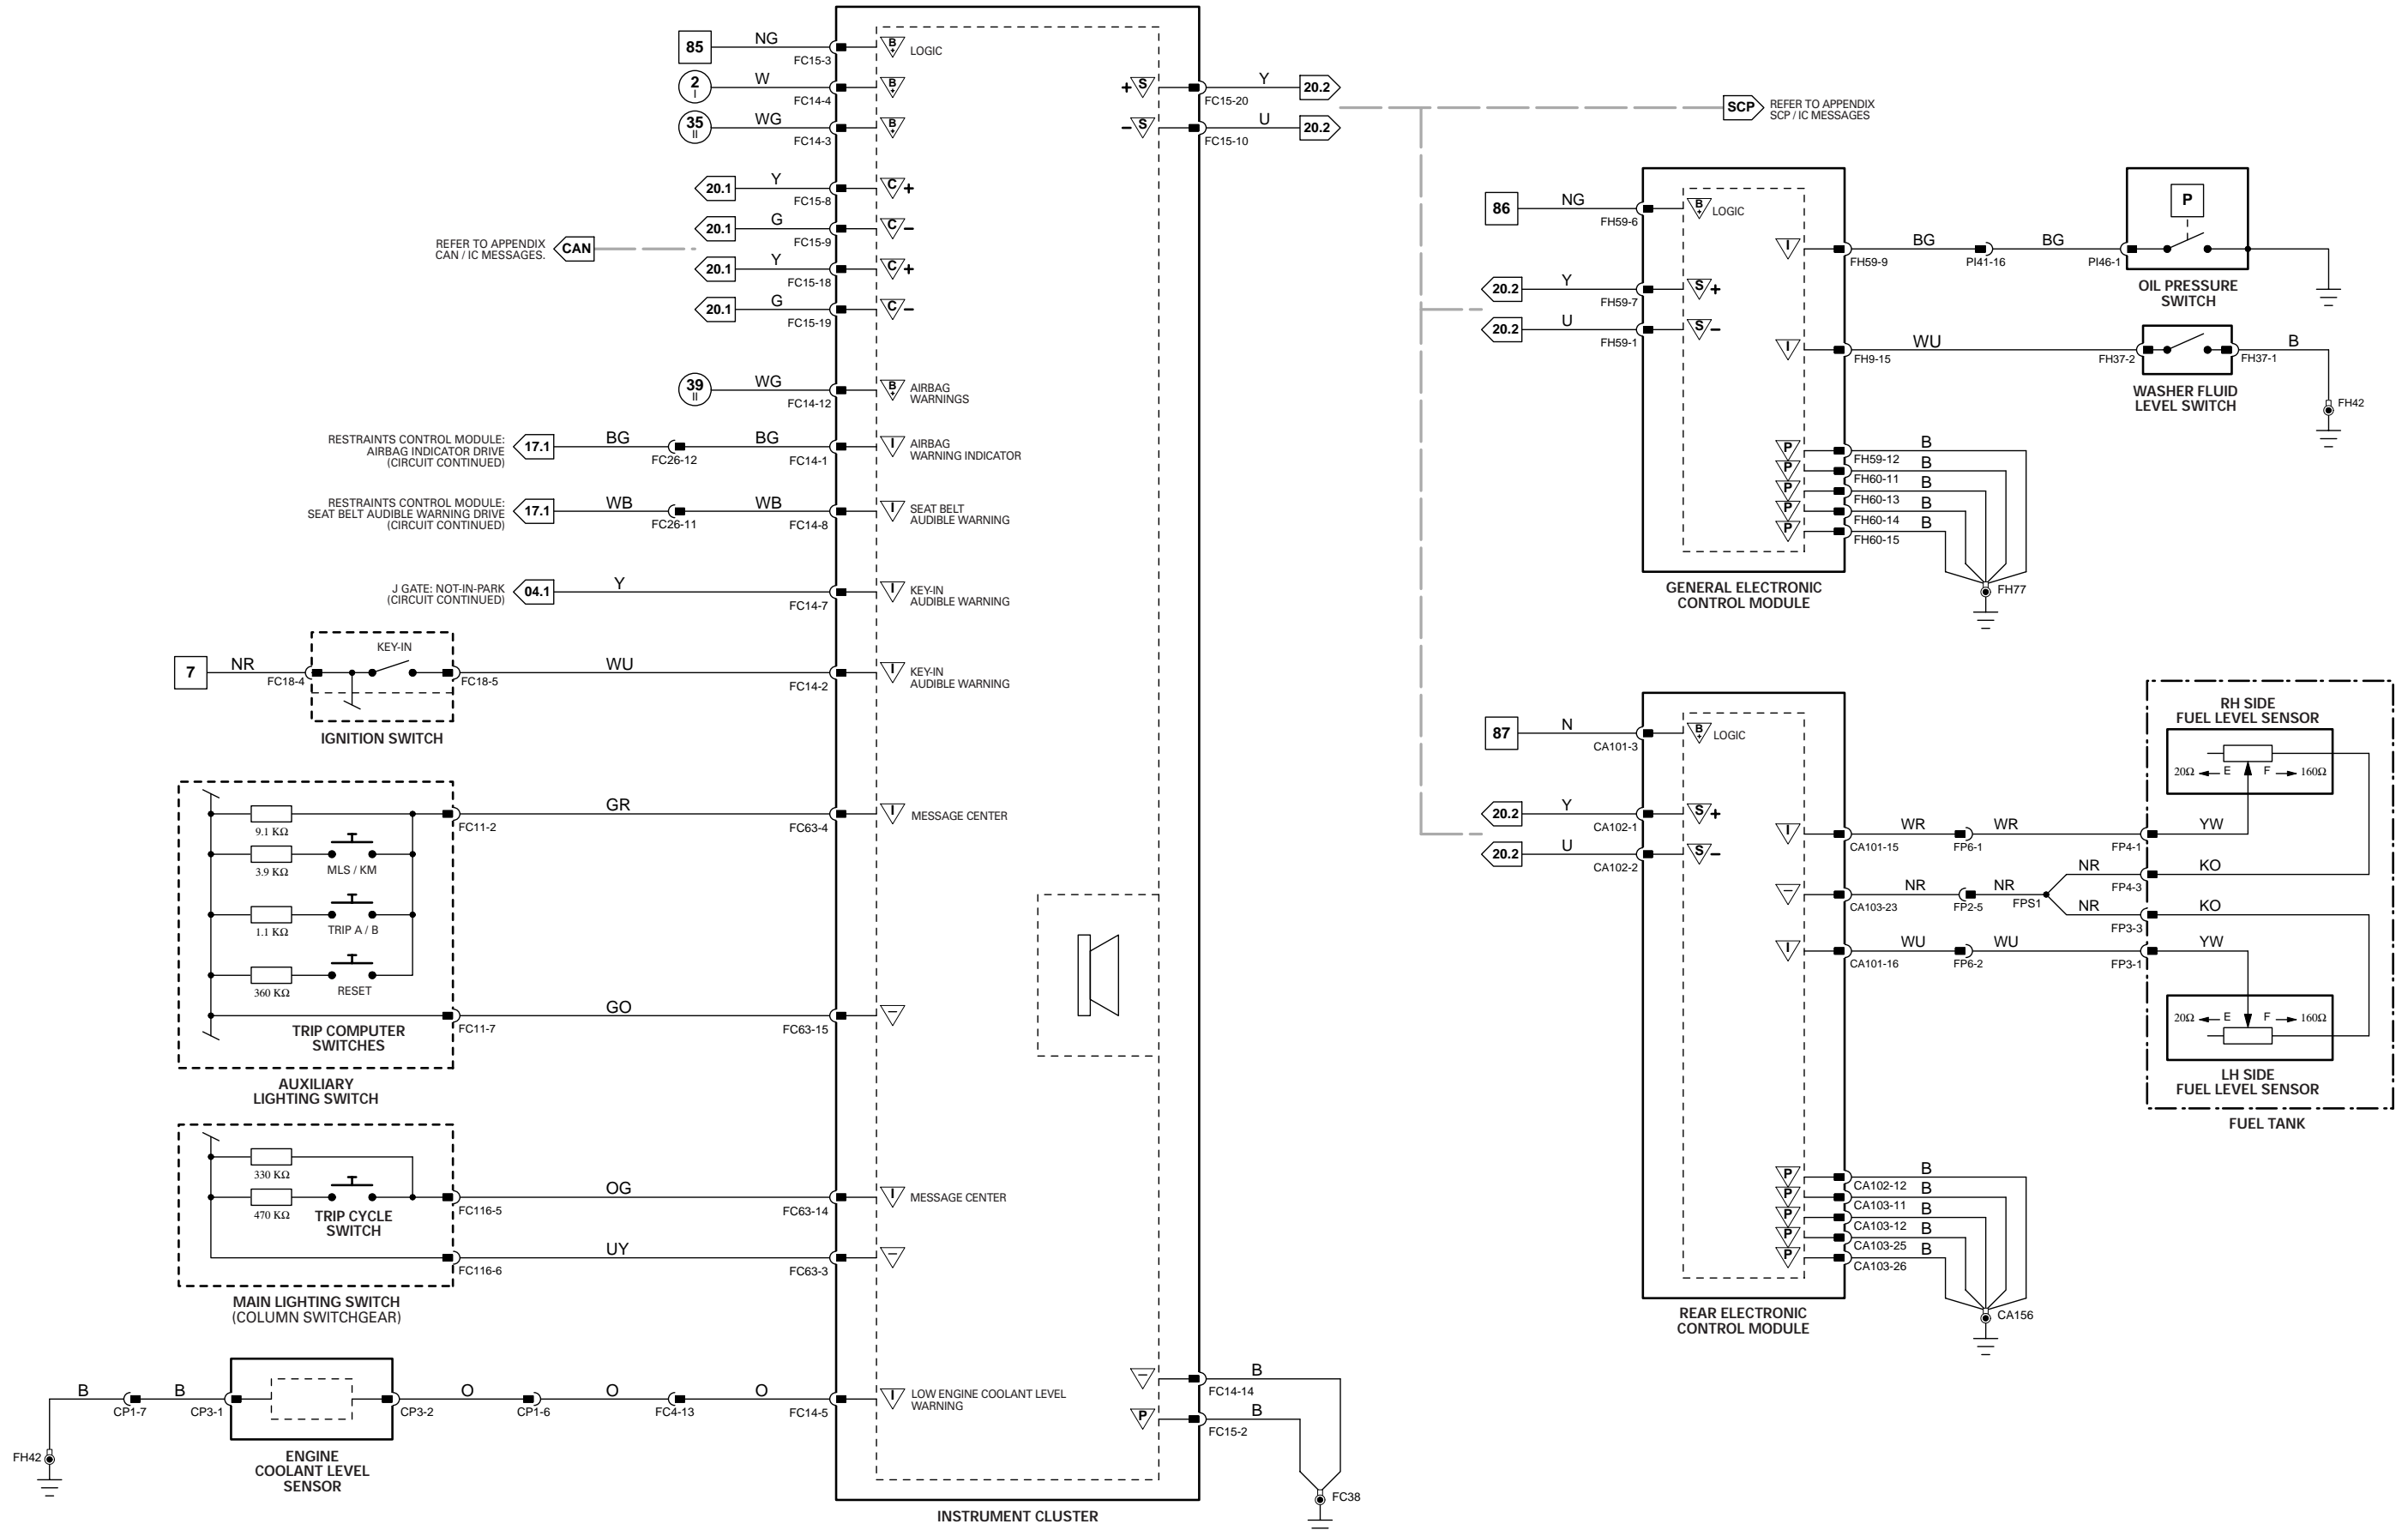 85
NG
FC15-3
B+
LOGIC
2
I
W
FC14-4
B+
35
II
WG
FC14-3
B+
20.1
Y
FC15-8
C+
20.1
G
FC15-9
C–
20.1
Y
FC15-18
C+
20.1
G
FC15-19
C–
REFER TO APPENDIX
CAN / IC MESSAGES.
CAN
39
II
WG
FC14-12
B+
AIRBAG
WARNINGS
RESTRAINTS CONTROL MODULE:
AIRBAG INDICATOR DRIVE
(CIRCUIT CONTINUED)
17.1
BG
FC26-12
BG
FC14-1
I
AIRBAG
WARNING INDICATOR
RESTRAINTS CONTROL MODULE:
SEAT BELT AUDIBLE WARNING DRIVE
(CIRCUIT CONTINUED)
17.1
WB
FC26-11
WB
FC14-8
I
SEAT BELT
AUDIBLE WARNING
J GATE: NOT-IN-PARK
(CIRCUIT CONTINUED)
04.1
Y
FC14-7
I
KEY-IN
AUDIBLE WARNING
7
NR
FC18-4
KEY-IN
FC18-5
WU
FC14-2
I
KEY-IN
AUDIBLE WARNING
IGNITION SWITCH
9.1 KΩ
3.9 KΩ
MLS / KM
1.1 KΩ
TRIP A / B
360 KΩ
RESET
FC11-2
GR
FC63-4
I
MESSAGE CENTER
TRIP COMPUTER
SWITCHES
FC11-7
GO
FC63-15
–
AUXILIARY
LIGHTING SWITCH
330 KΩ
470 KΩ
TRIP CYCLE
SWITCH
FC116-5
OG
FC63-14
I
MESSAGE CENTER
FC116-6
UY
FC63-3
–
MAIN LIGHTING SWITCH
(COLUMN SWITCHGEAR)
FH42
B
CP1-7
B
CP3-1
CP3-2
O
CP1-6
O
FC4-13
O
FC14-5
I
LOW ENGINE COOLANT LEVEL
WARNING
ENGINE
COOLANT LEVEL
SENSOR
+S
FC15-20
Y
20.2
–S
FC15-10
U
20.2
–
FC14-14
B
P
FC15-2
B
FC38
INSTRUMENT CLUSTER
SCP
REFER TO APPENDIX
SCP / IC MESSAGES
86
NG
FH59-6
B+
LOGIC
20.2
Y
FH59-7
S+
20.2
U
FH59-1
S–
I
FH59-9
BG
PI41-16
BG
PI46-1
P
OIL PRESSURE
SWITCH
I
FH9-15
WU
FH37-2
FH37-1
B
FH42
WASHER FLUID
LEVEL SWITCH
P
FH59-12
B
P
FH60-11
B
P
FH60-13
B
P
FH60-14
B
P
FH60-15
B
FH77
GENERAL ELECTRONIC
CONTROL MODULE
87
N
CA101-3
B+
LOGIC
20.2
Y
CA102-1
S+
20.2
U
CA102-2
S–
I
CA101-15
WR
FP6-1
WR
FP4-1
YW
–
CA103-23
NR
FP2-5
NR
FPS1
NR
FP4-3
KO
NR
FP3-3
KO
I
CA101-16
WU
FP6-2
WU
FP3-1
YW
RH SIDE
FUEL LEVEL SENSOR
20Ω
E
F
160Ω
20Ω
E
F
160Ω
LH SIDE
FUEL LEVEL SENSOR
FUEL TANK
P
CA102-12
B
P
CA103-11
B
P
CA103-12
B
P
CA103-25
B
P
CA103-26
B
CA156
REAR ELECTRONIC
CONTROL MODULE